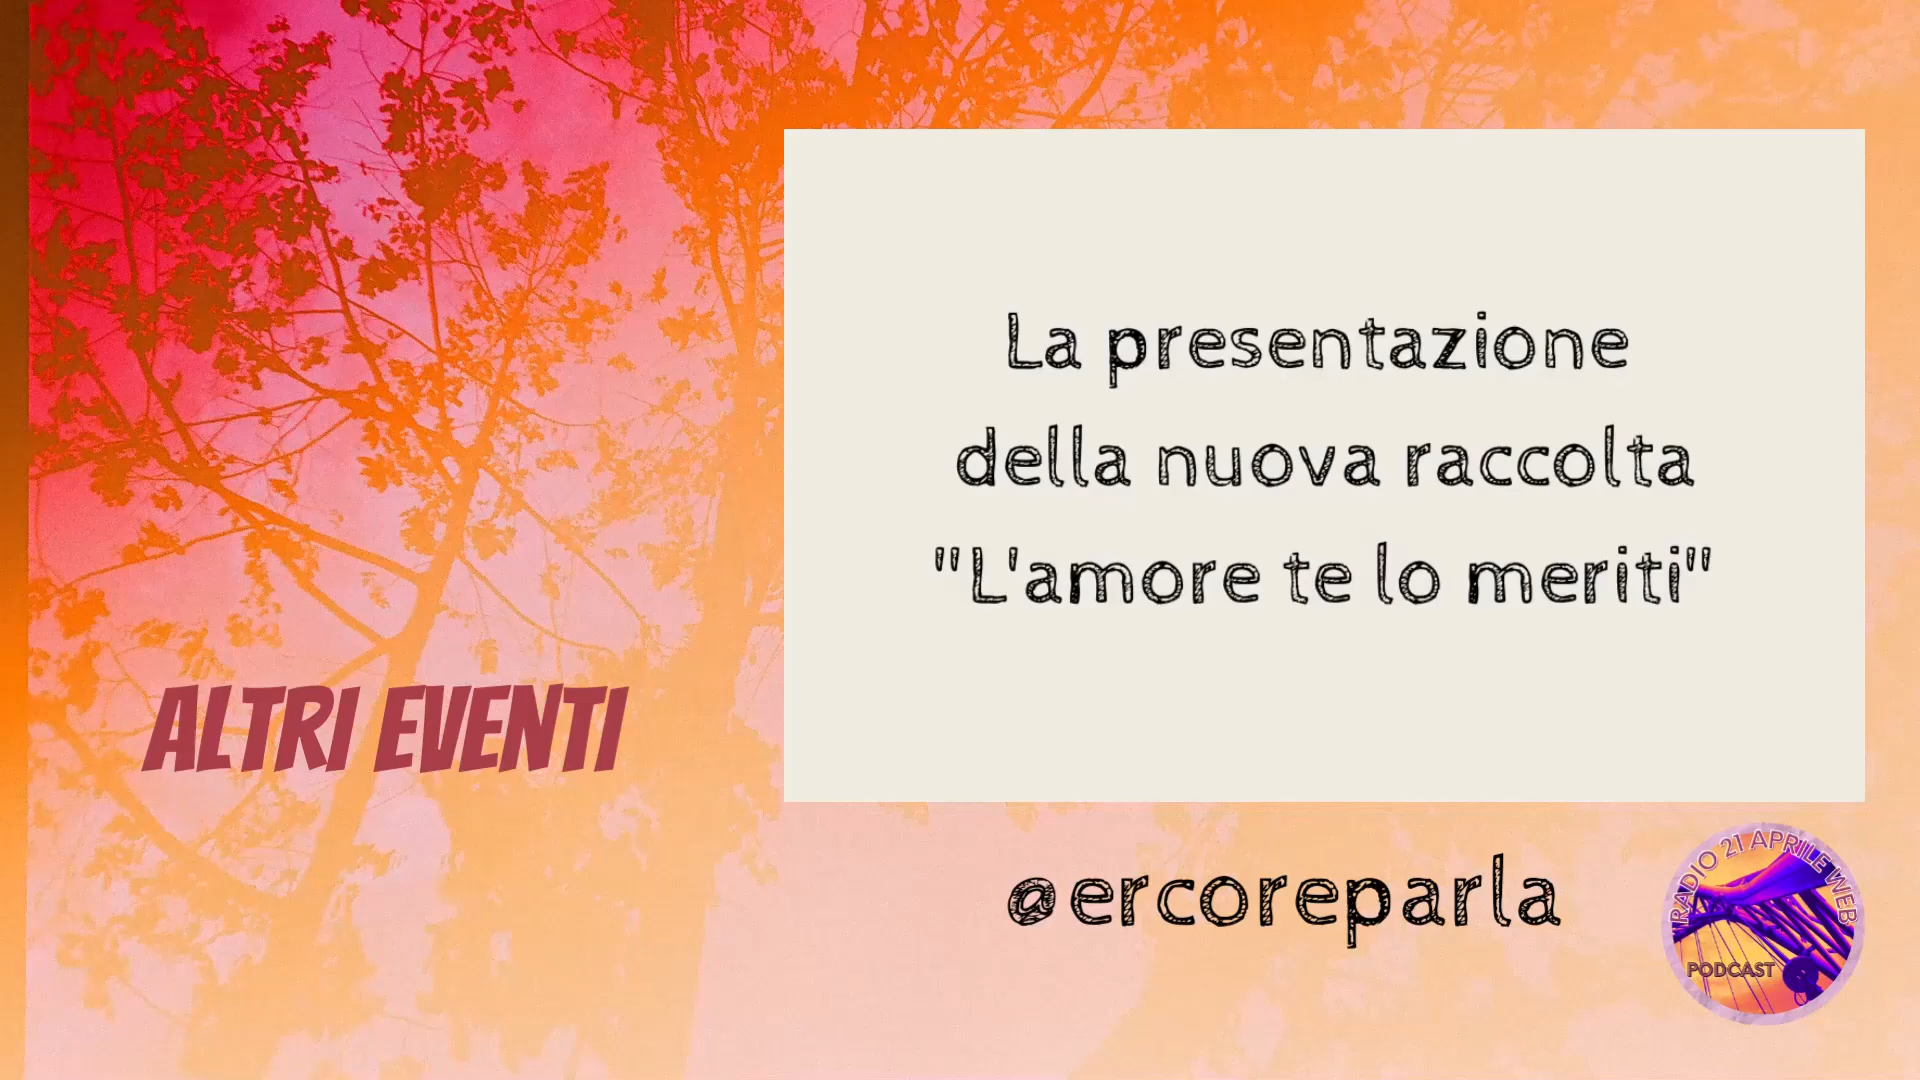 La presentazione
della nuova raccolta
"L'amore te lo meriti"
ALTRI EVENTI
@ercoreparla
RADIO 21 APRILE WEB
PODCAST